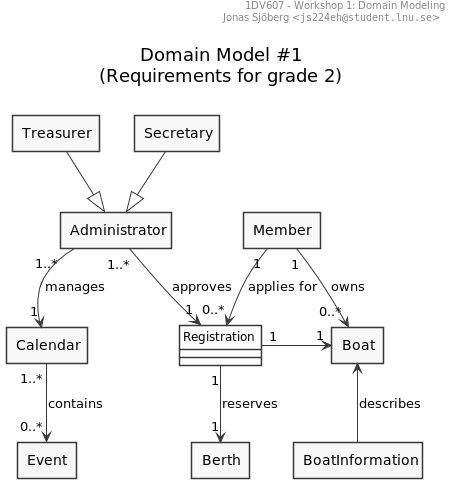 1DV607 - Workshop 1: Domain Modeling
Jonas Sjöberg <js224eh@student.lnu.se>
Domain Model #1
(Requirements for grade 2)
Treasurer
Secretary
Administrator
Member
1..*
1..*
1
1
manages
approves
applies for
owns
1
1
0..*
0..*
Calendar
Registration
1
1
Boat
1..*
1
contains
reserves
describes
0..*
1
Event
Berth
BoatInformation